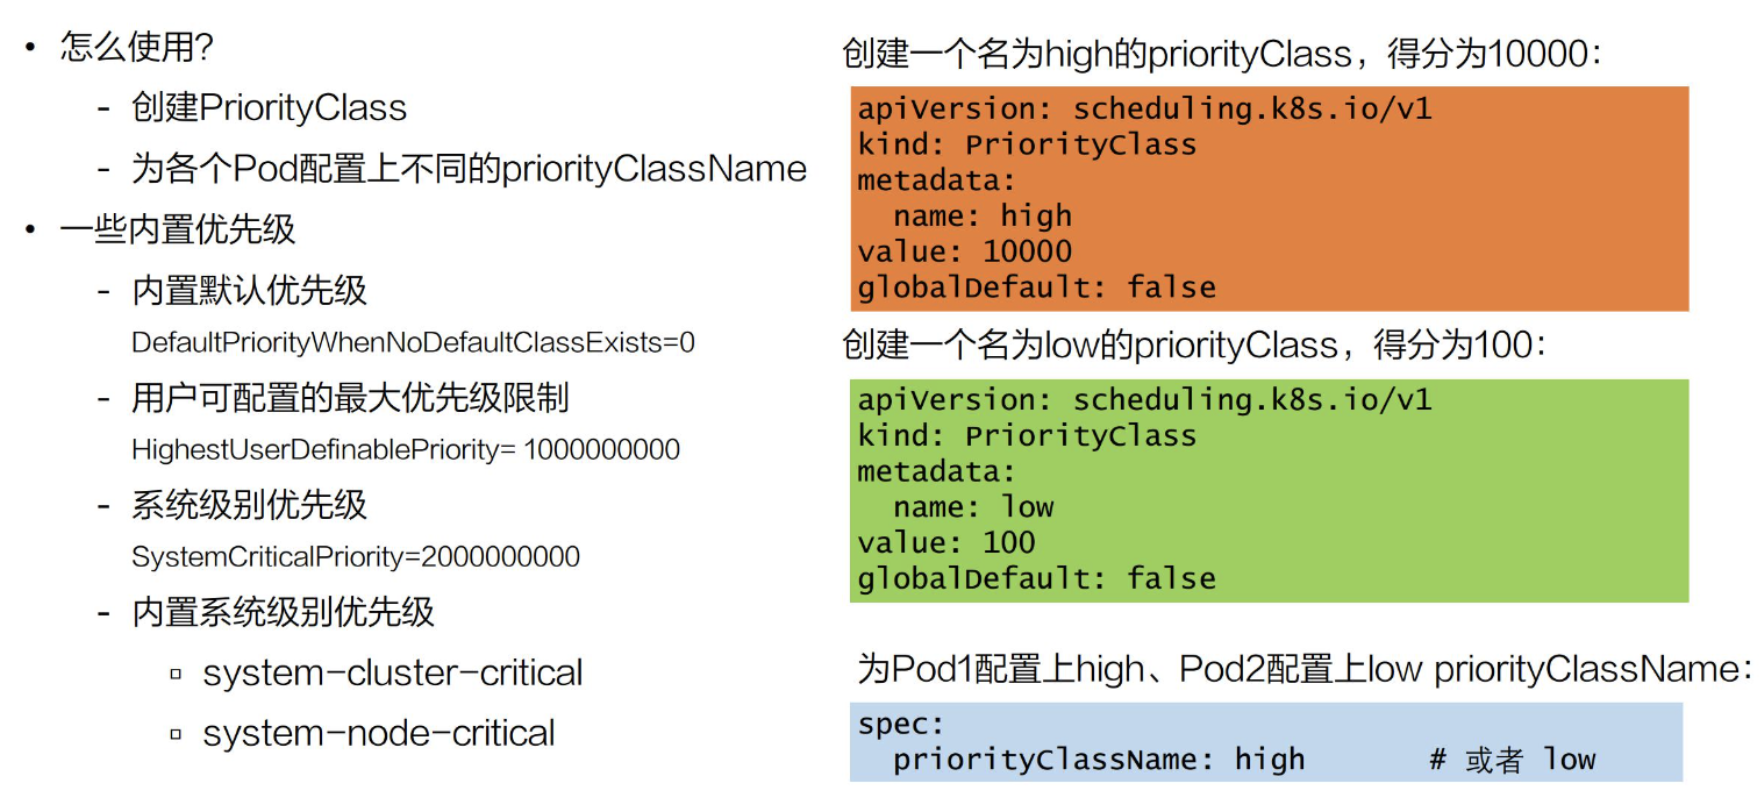 • 怎么使用？
- 创建PriorityClass
- 为各个Pod配置上不同的priorityClassName
• 一些内置优先级
- 内置默认优先级
DefaultPriorityWhenNoDefaultClassExists=0
- 用户可配置的最大优先级限制
HighestUserDefinablePriority= 1000000000
- 系统级别优先级
SystemCriticalPriority=2000000000
- 内置系统级别优先级
▫ system-cluster-critical
▫ system-node-critical
创建一个名为high的priorityClass，得分为10000：
apiVersion: scheduling.k8s.io/v1
kind: PriorityClass
metadata:
  name: high
value: 10000
globalDefault: false
创建一个名为low的priorityClass，得分为100：
apiVersion: scheduling.k8s.io/v1
kind: PriorityClass
metadata:
  name: low
value: 100
globalDefault: false
为Pod1配置上high、Pod2配置上low priorityClassName：
spec:
  priorityClassName: high       # 或者 low